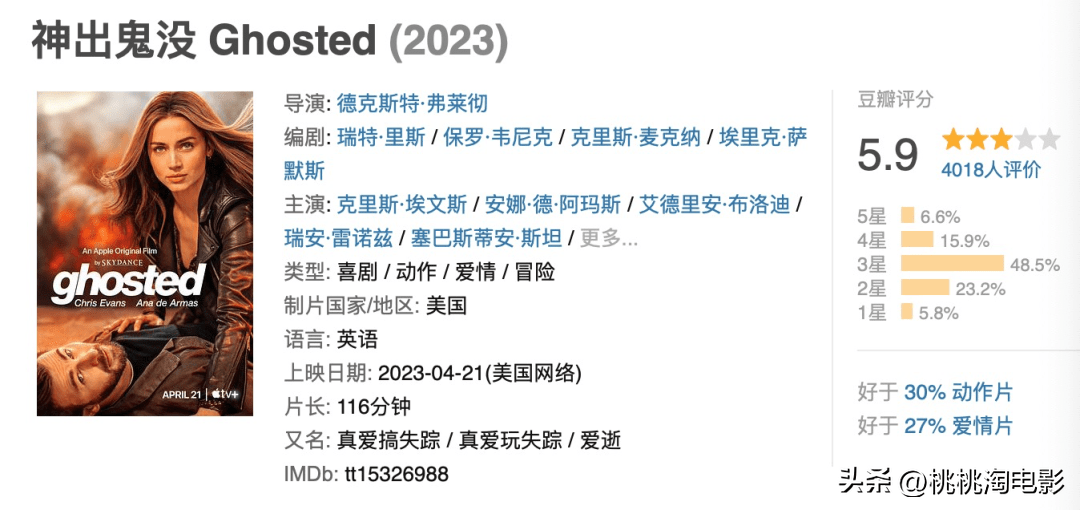 神出鬼没 Ghosted (2023)
An Apple Original Film
by SKYDANCE
ghosted
Chris Evans Ana de Armas
APRIL 21 | tv+
导演: 德克斯特·弗莱彻
编剧: 瑞特·里斯 / 保罗·韦尼克 / 克里斯·麦克纳 / 埃里克·萨
默斯
主演: 克里斯·埃文斯 / 安娜·德·阿玛斯 / 艾德里安·布洛迪 /
瑞安·雷诺兹 / 塞巴斯蒂安·斯坦 / 更多...
类型: 喜剧 / 动作 / 爱情 / 冒险
制片国家/地区: 美国
语言: 英语
上映日期: 2023-04-21(美国网络)
片长: 116分钟
又名: 真爱搞失踪 / 真爱玩失踪 / 爱逝
IMDb: tt15326988
豆瓣评分
5.9
4018人评价
5星 6.6%
4星 15.9%
3星 48.5%
2星 23.2%
1星 5.8%
好于 30% 动作片
好于 27% 爱情片
头条 @桃桃淘电影